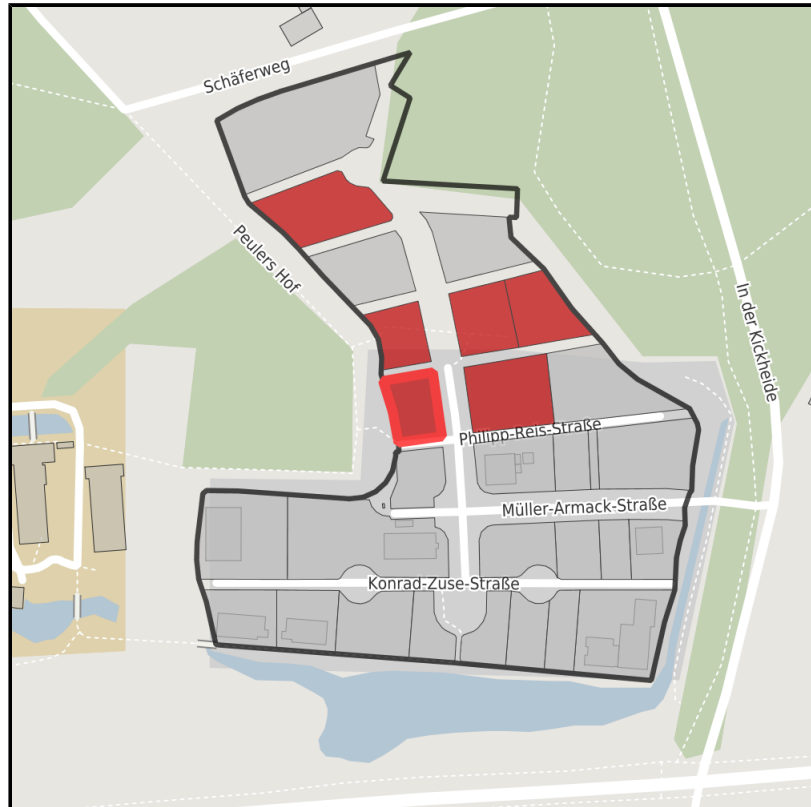 Schäferweg
Peulers Hof
In der Kickheide
Philipp-Reis-Straße
Müller-Armack-Straße
Konrad-Zuse-Straße